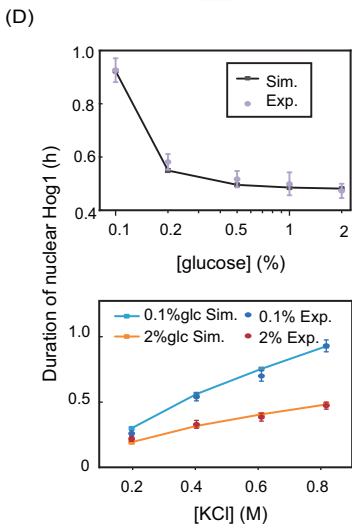 (D)
Duration of nuclear Hog1 (h)
1.0
0.8
0.6
0.4
Sim.
Exp.
0.1 0.2 0.5 1 2
[glucose] (%)
0.1%glc Sim. 0.1% Exp.
2%glc Sim. 2% Exp.
1.0
0.5
0
0.2 0.4 0.6 0.8
[KCl] (M)